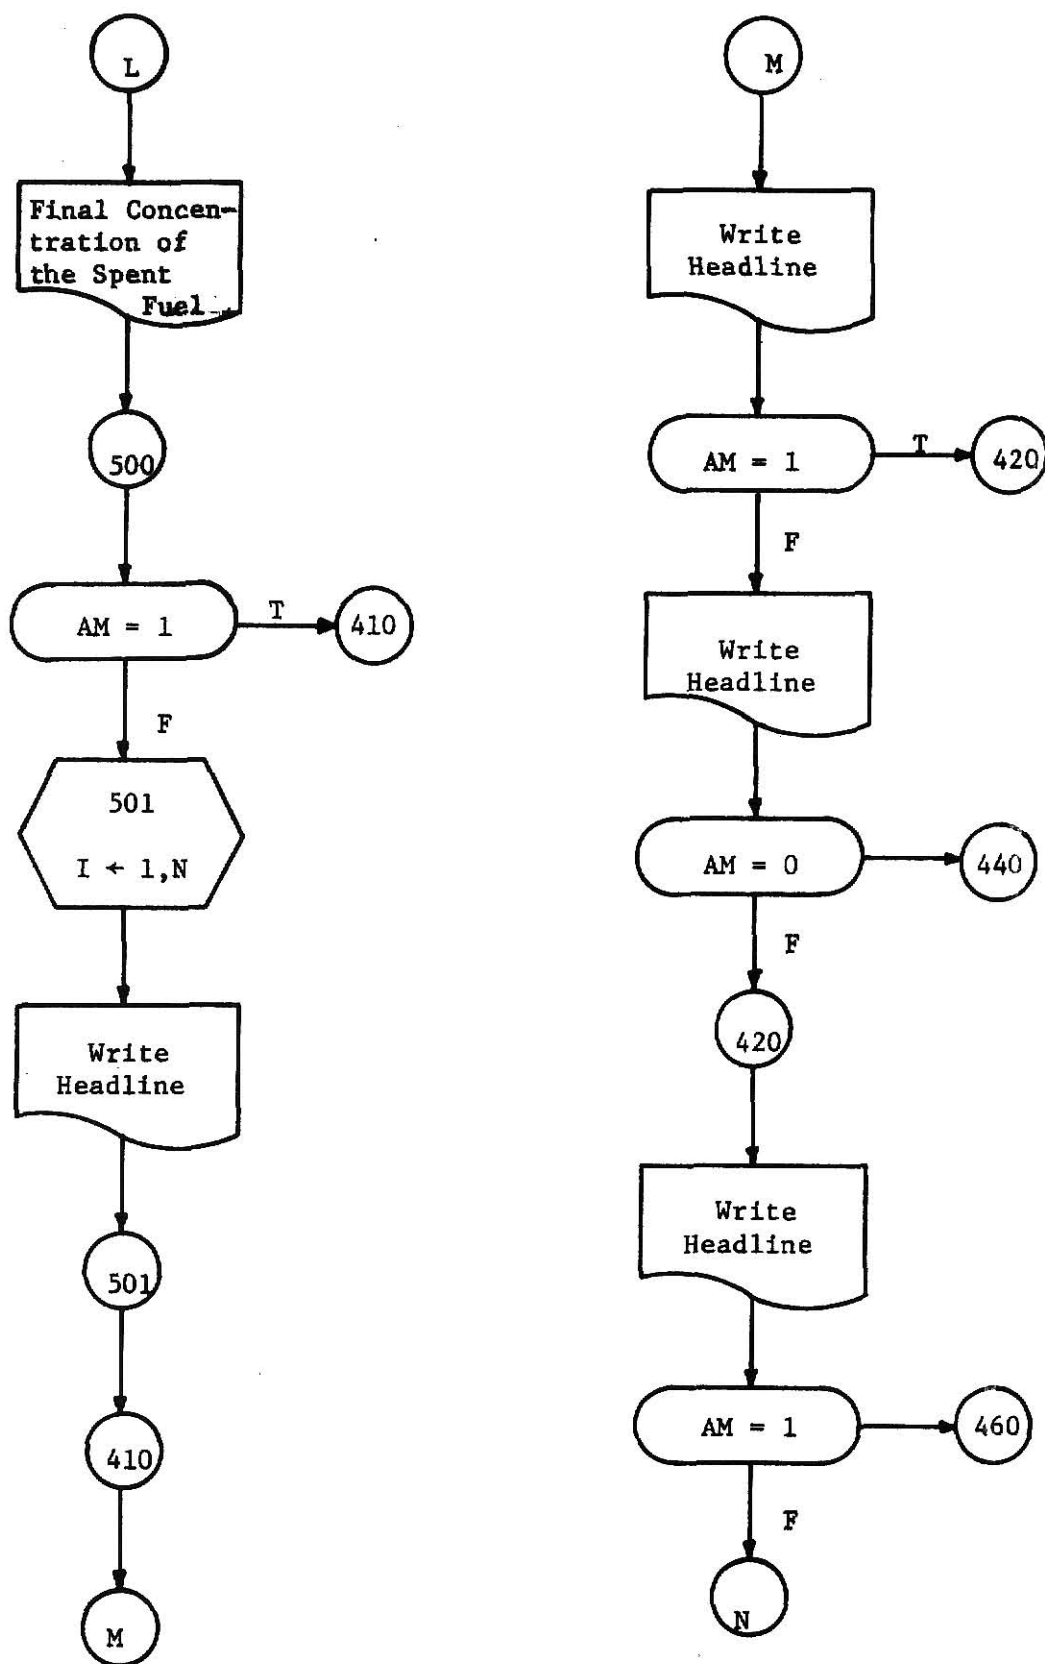 L
Final Concen-
tration of
the Spent
Fuel
500
AM = 1
T
410
F
501
I ← 1,N
Write
Headline
501
410
M
M
Write
Headline
AM = 1
T
420
F
Write
Headline
AM = 0
440
F
420
Write
Headline
AM = 1
460
F
N